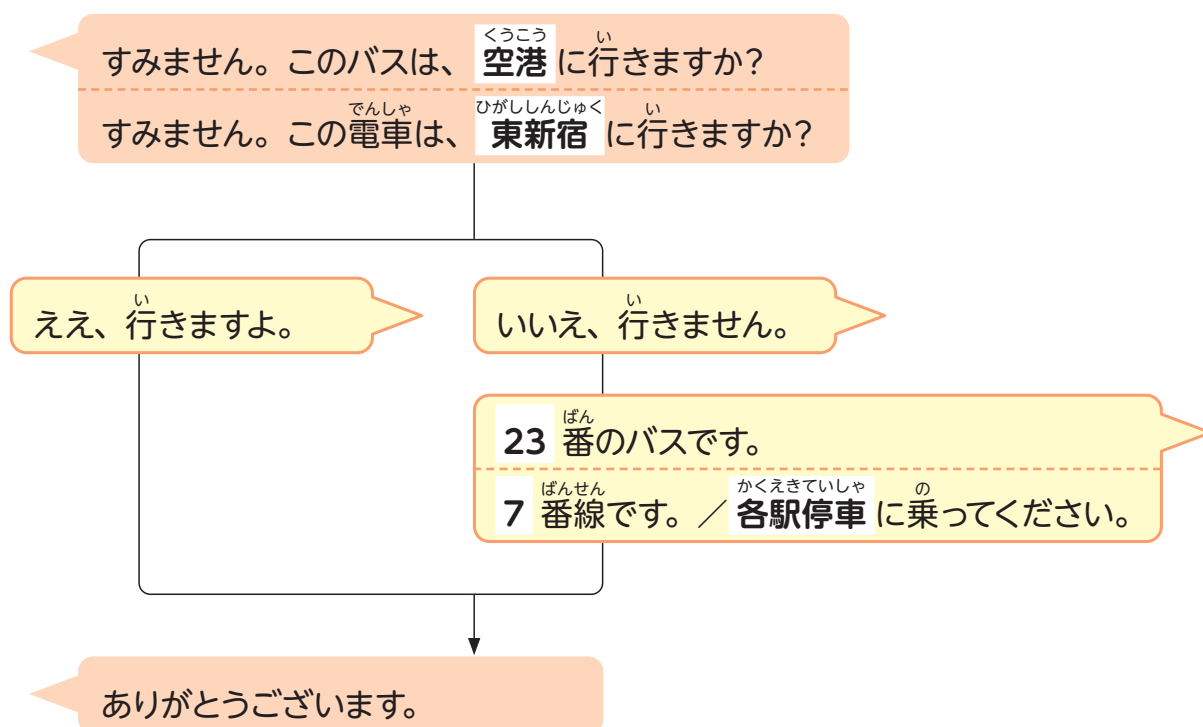 すみません。このバスは、空港に行きますか?
すみません。この電車は、東新宿に行きますか?
ええ、行きますよ。
いいえ、行きません。
23番のバスです。
7番線です。／各駅停車に乗ってください。
ありがとうございます。